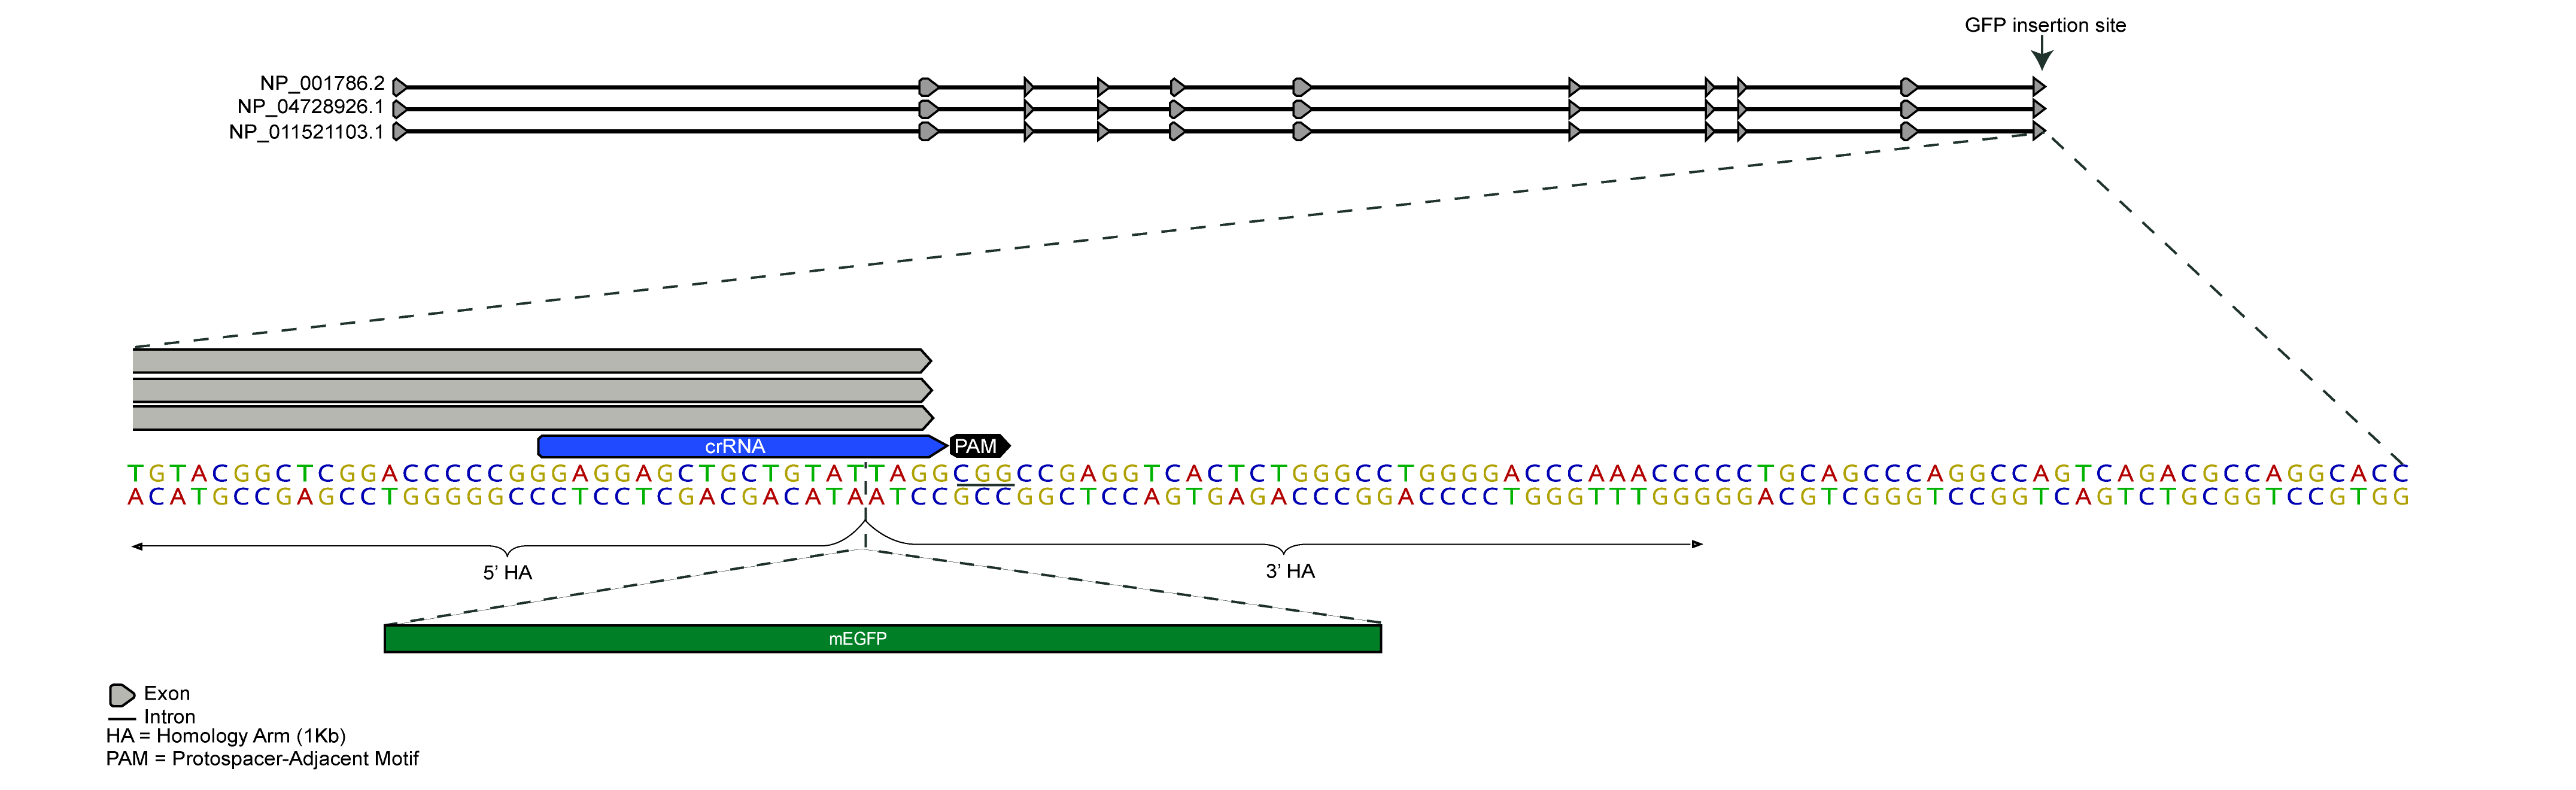 GFP insertion site
NP_001786.2
NP_04728926.1
NP_011521103.1
crRNA
PAM
TGTACGGCTCGGACCCCCGGGAGGAGCTGCTGTATTAGGCGGCCGAGGTCACTCTGGGCCTGGGGACCCAAACCCCCTGCAGCCCAGGCCAGTCAGACGCCAGGCACC
ACATGCCGAGCCTGGGGGCCCTCCTCGACGACATAATCCGCCGGCTCCAGTGAGACCCGGACCCCTGGGTTTGGGGGACGTCGGGTCCGGTCAGTCTGCGGTCCGTGG
5’ HA
3’ HA
mEGFP
Exon
Intron
HA = Homology Arm (1Kb)
PAM = Protospacer-Adjacent Motif